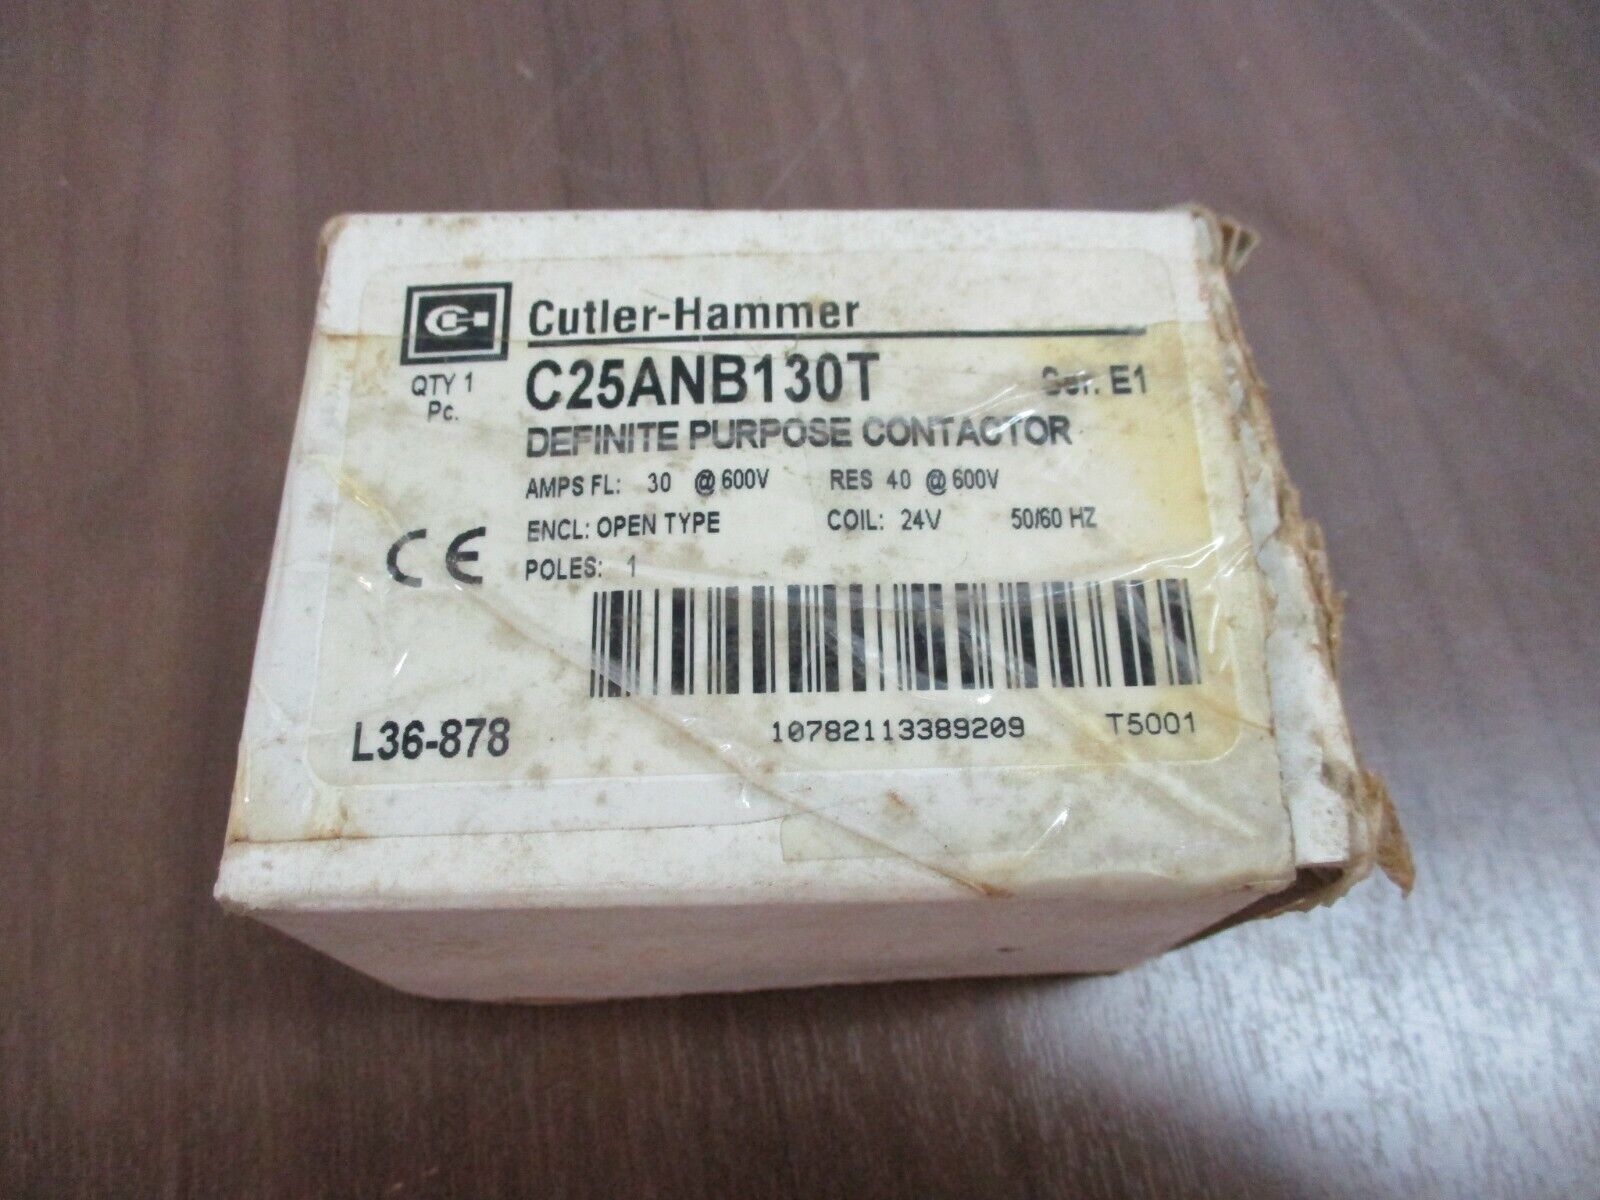 Cutler-Hammer
QTY 1
Pc.
C25ANB130T Ser. E1
DEFINITE PURPOSE CONTACTOR
AMPS FL: 30 @ 600V RES 40 @ 600V
ENCL: OPEN TYPE COIL: 24V 50/60 HZ
CE
POLES: 1
L36-878 10782113389209 T5001